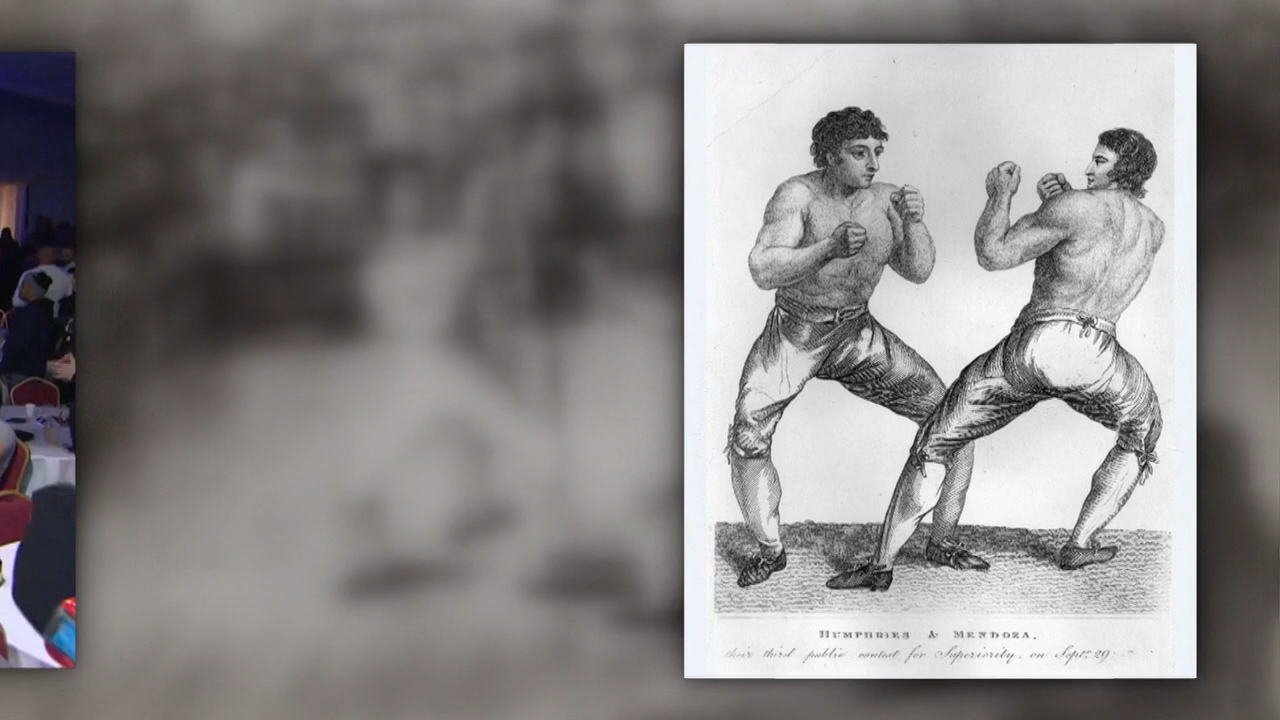 HUMPHRIES & MENDOZA.
their third public contest for Superiority, on Septr. 29